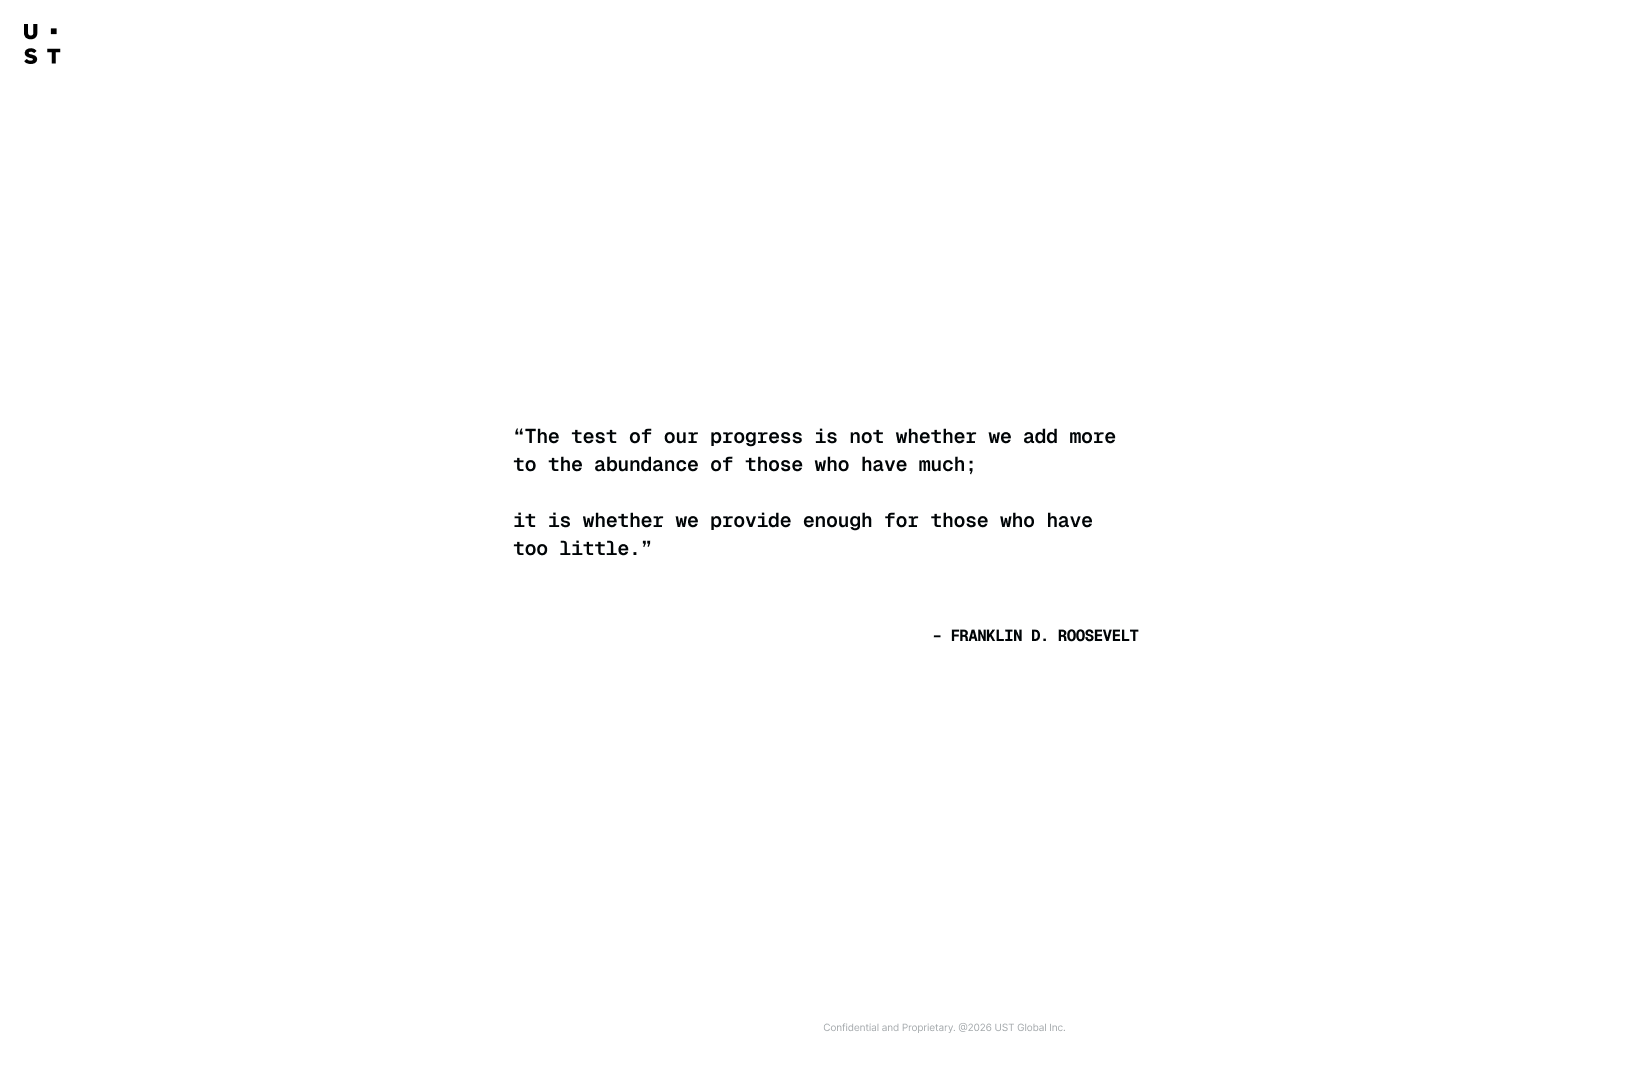 U ·
S T
“The test of our progress is not whether we add more
to the abundance of those who have much;
it is whether we provide enough for those who have
too little.”
– FRANKLIN D. ROOSEVELT
Confidential and Proprietary. @2026 UST Global Inc.